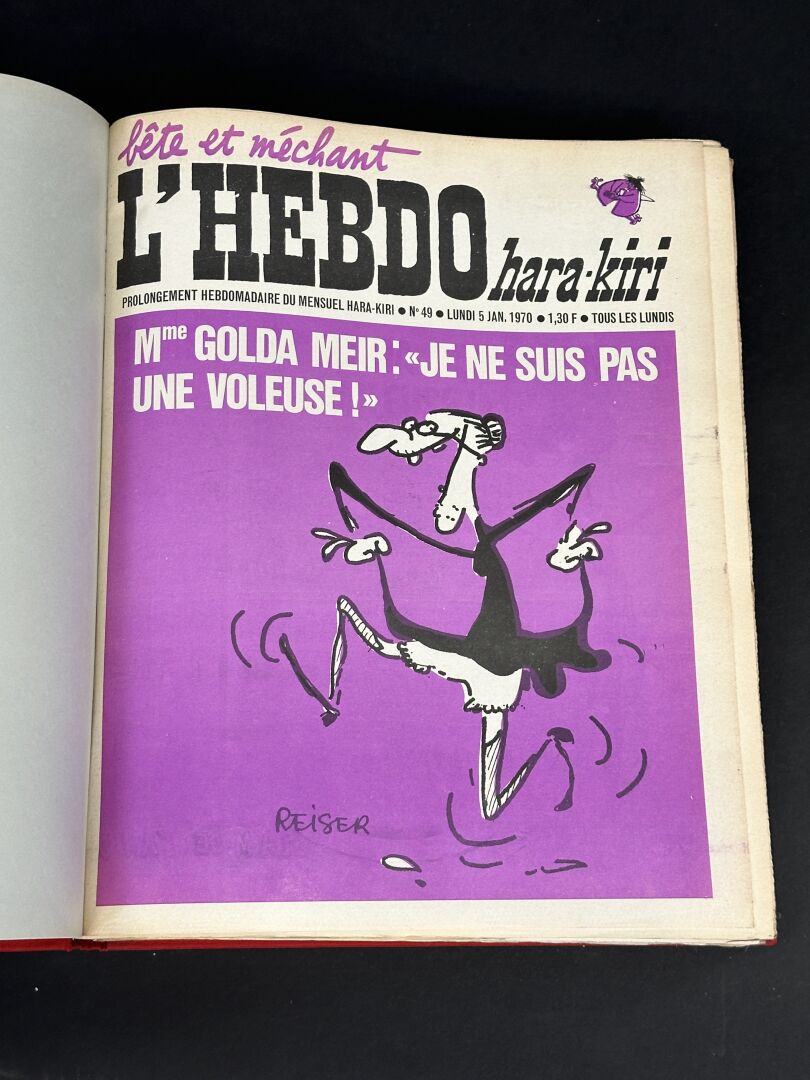 bête et méchant
L'HEBDO hara-kiri
PROLONGEMENT HEBDOMADAIRE DU MENSUEL HARA-KIRI ● N° 49 ● LUNDI 5 JAN. 1970 ● 1,30 F ● TOUS LES LUNDIS
Mme GOLDA MEIR : «JE NE SUIS PAS
UNE VOLEUSE !»
REISER